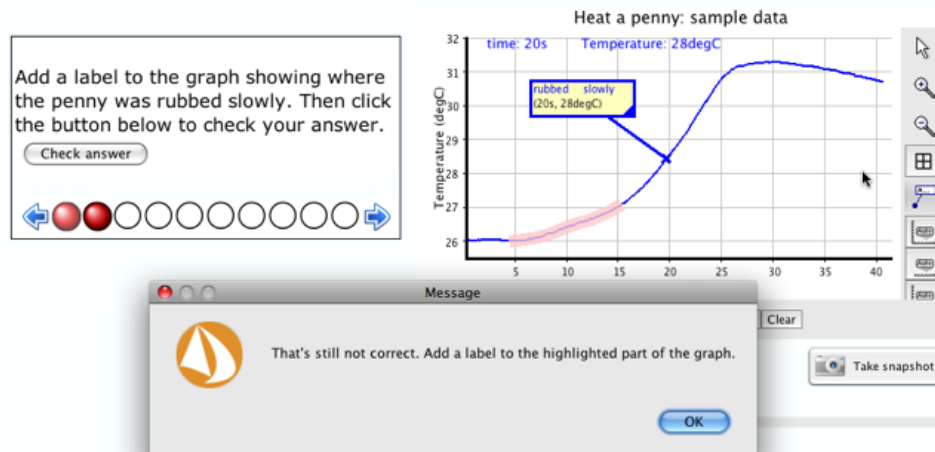 Heat a penny: sample data
Add a label to the graph showing where
the penny was rubbed slowly. Then click
the button below to check your answer.
Check answer
time: 20s Temperature: 28degC
Temperature (degC)
32
31
30
29
28
27
26
rubbed slowly
(20s, 28degC)
5 10 15 20 25 30 35 40
A...
Auto
Auto
Auto
Message
That's still not correct. Add a label to the highlighted part of the graph.
OK
Clear
Take snapshot